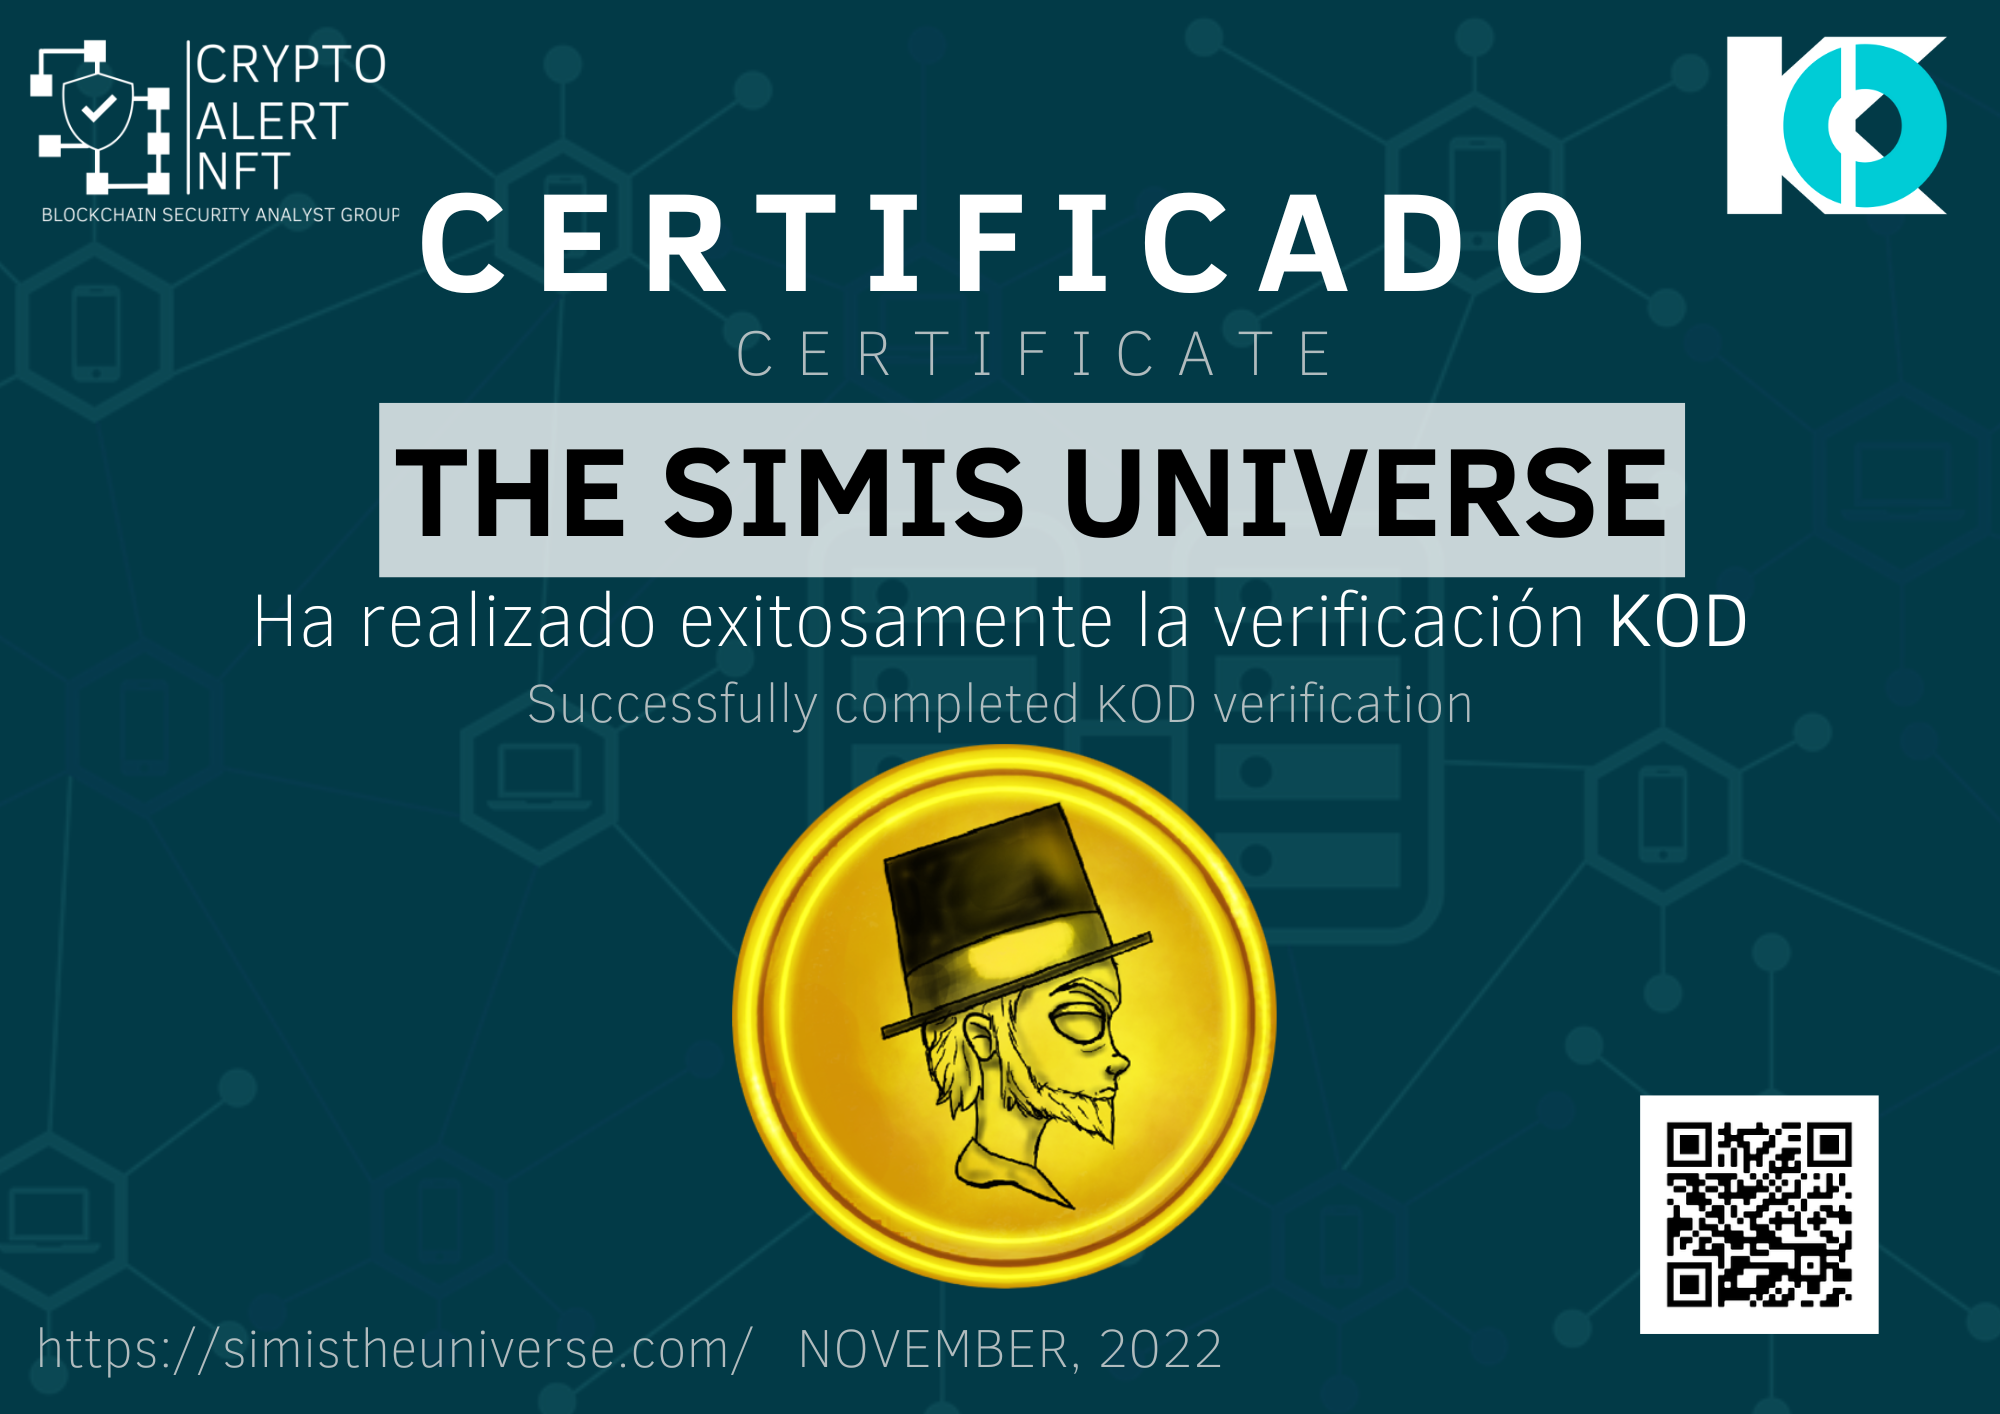 CRYPTO
ALERT
NFT
BLOCKCHAIN SECURITY ANALYST GROUP
KO
CERTIFICADO
CERTIFICATE
THE SIMIS UNIVERSE
Ha realizado exitosamente la verificación KOD
Successfully completed KOD verification
https://simistheuniverse.com/ NOVEMBER, 2022